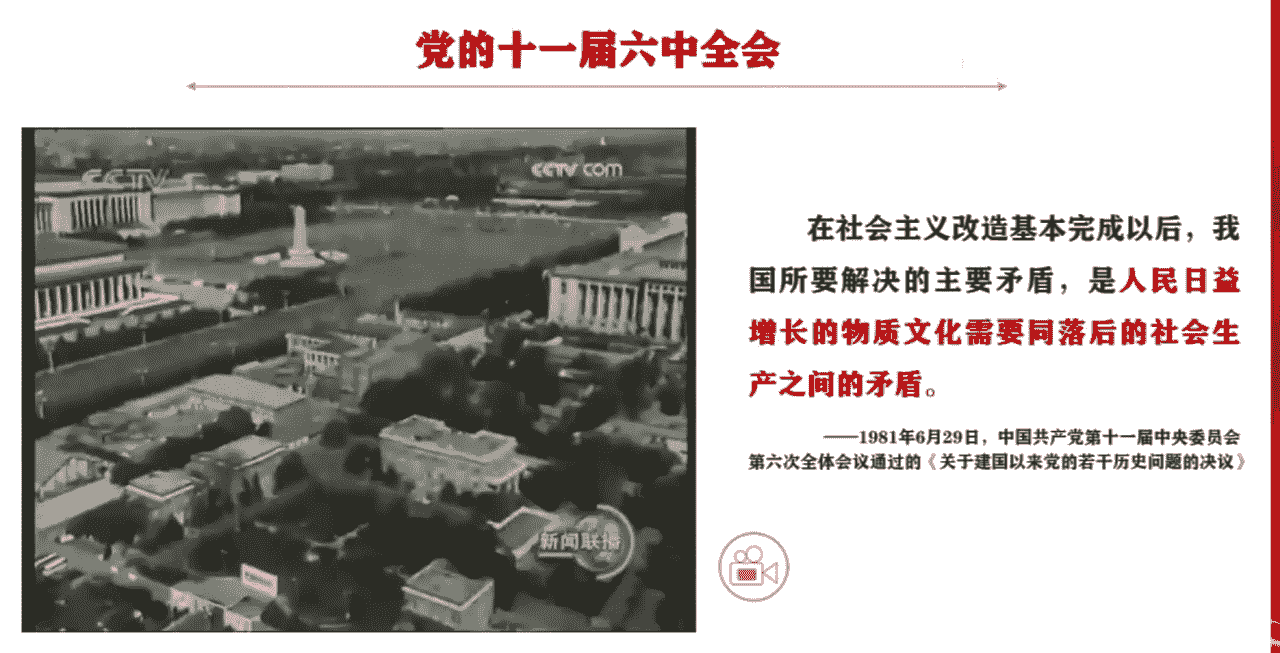 党的十一届六中全会
CCTV
CCTV com
在社会主义改造基本完成以后，我
国所要解决的主要矛盾，是人民日益
增长的物质文化需要同落后的社会生
产之间的矛盾。
——1981年6月29日，中国共产党第十一届中央委员会
第六次全体会议通过的《关于建国以来党的若干历史问题的决议》
新闻联播